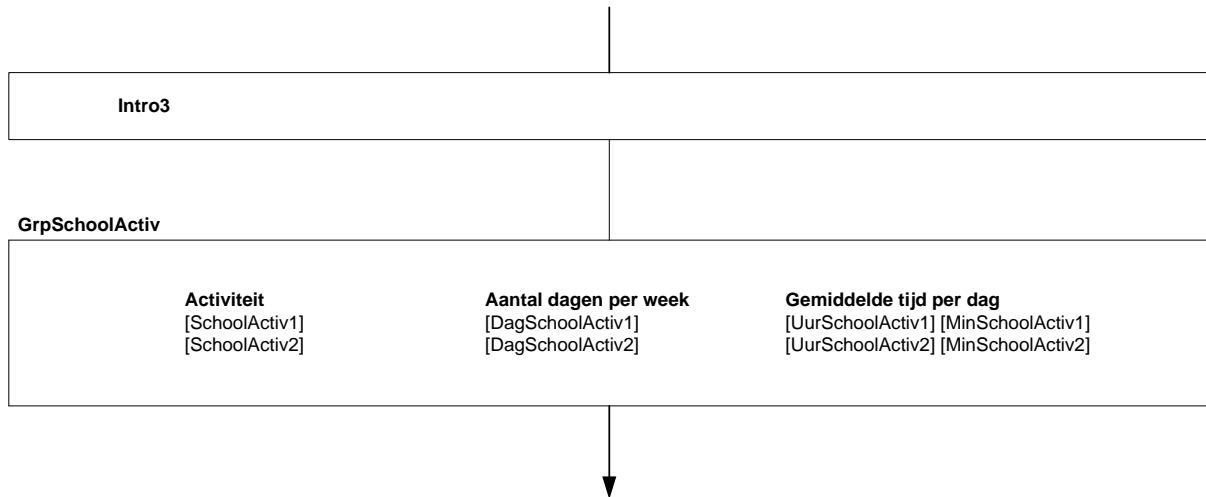 Intro3
GrpSchoolActiv
Activiteit Aantal dagen per week Gemiddelde tijd per dag
[SchoolActiv1] [DagSchoolActiv1] [UurSchoolActiv1] [MinSchoolActiv1]
[SchoolActiv2] [DagSchoolActiv2] [UurSchoolActiv2] [MinSchoolActiv2]